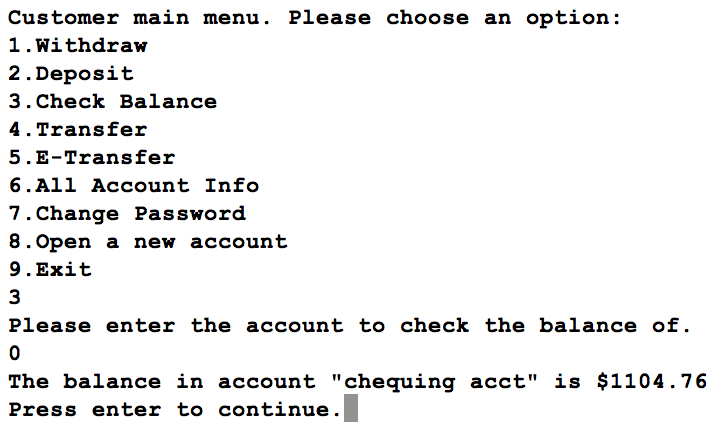 Customer main menu. Please choose an option:
1.Withdraw
2.Deposit
3.Check Balance
4.Transfer
5.E-Transfer
6.All Account Info
7.Change Password
8.Open a new account
9.Exit
3
Please enter the account to check the balance of.
0
The balance in account "chequing acct" is $1104.76
Press enter to continue.